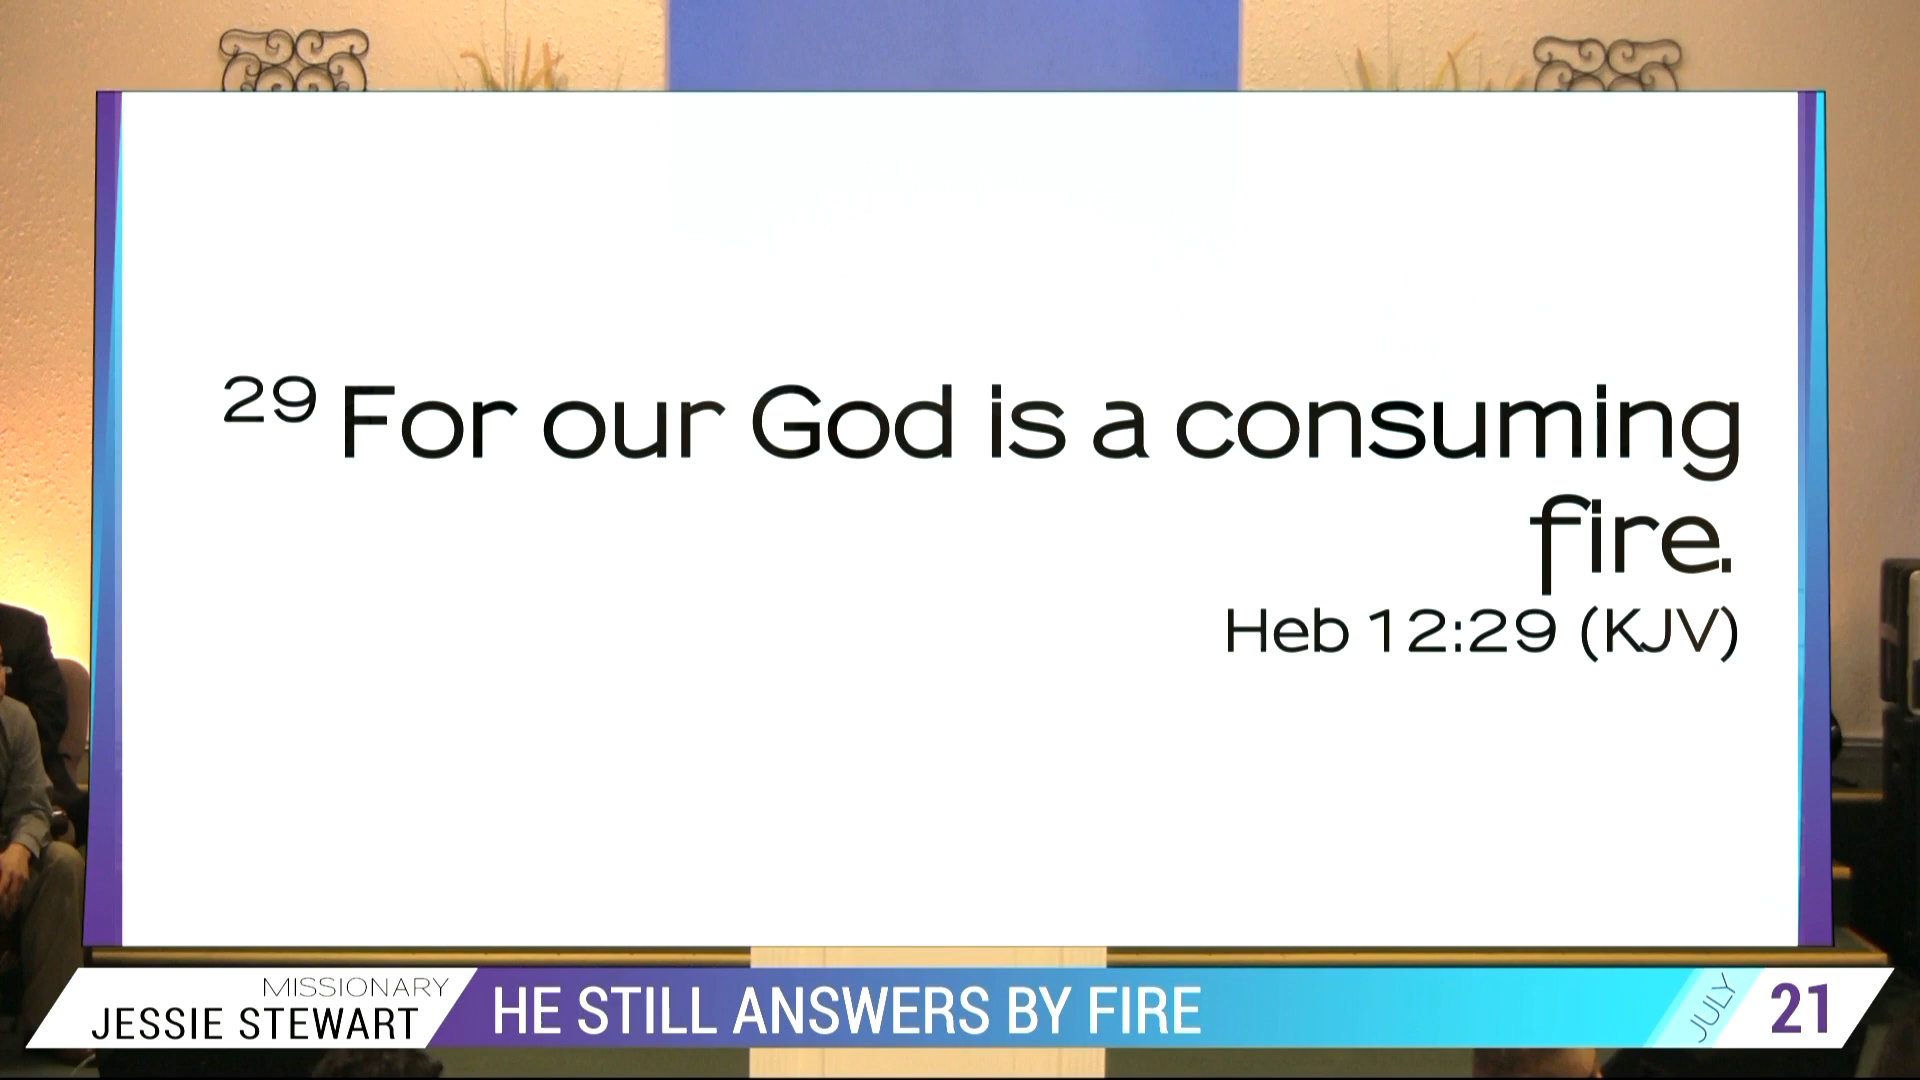 29 For our God is a consuming
fire.
Heb 12:29 (KJV)
MISSIONARY
JESSIE STEWART
HE STILL ANSWERS BY FIRE
JULY
21